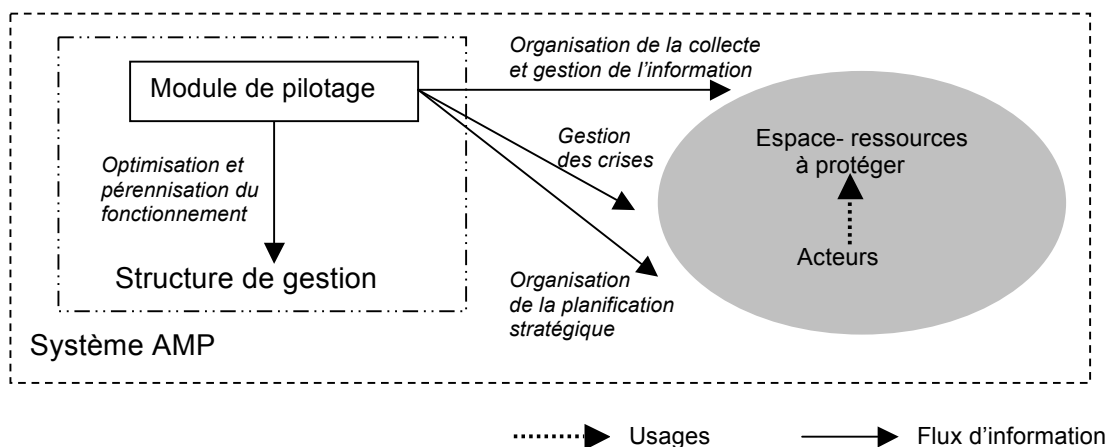 Organisation de la collecte
et gestion de l'information
Module de pilotage
Gestion
des crises
Espace- ressources
à protéger
Optimisation et
pérennisation du
fonctionnement
Acteurs
Structure de gestion
Organisation
de la planification
stratégique
Système AMP
Usages
Flux d'information